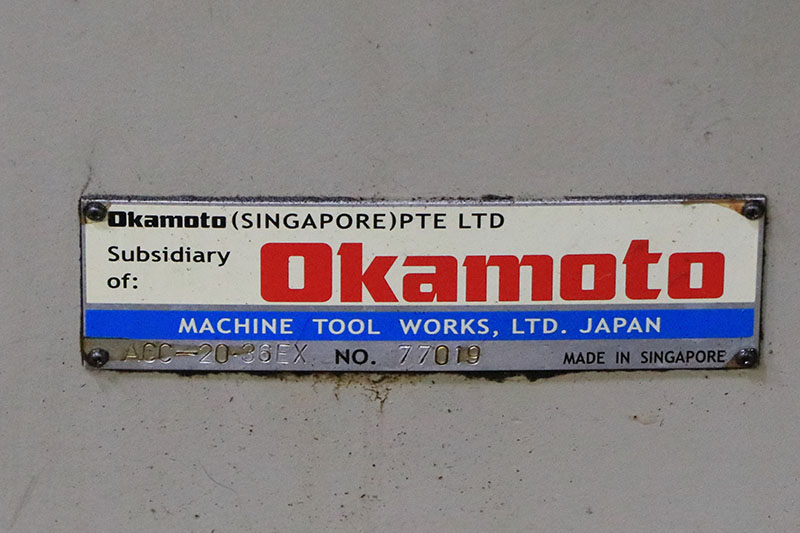 Okamoto (SINGAPORE) PTE LTD
Subsidiary of:
Okamoto
MACHINE TOOL WORKS, LTD. JAPAN
ACC-20-36EX NO. 77019 MADE IN SINGAPORE